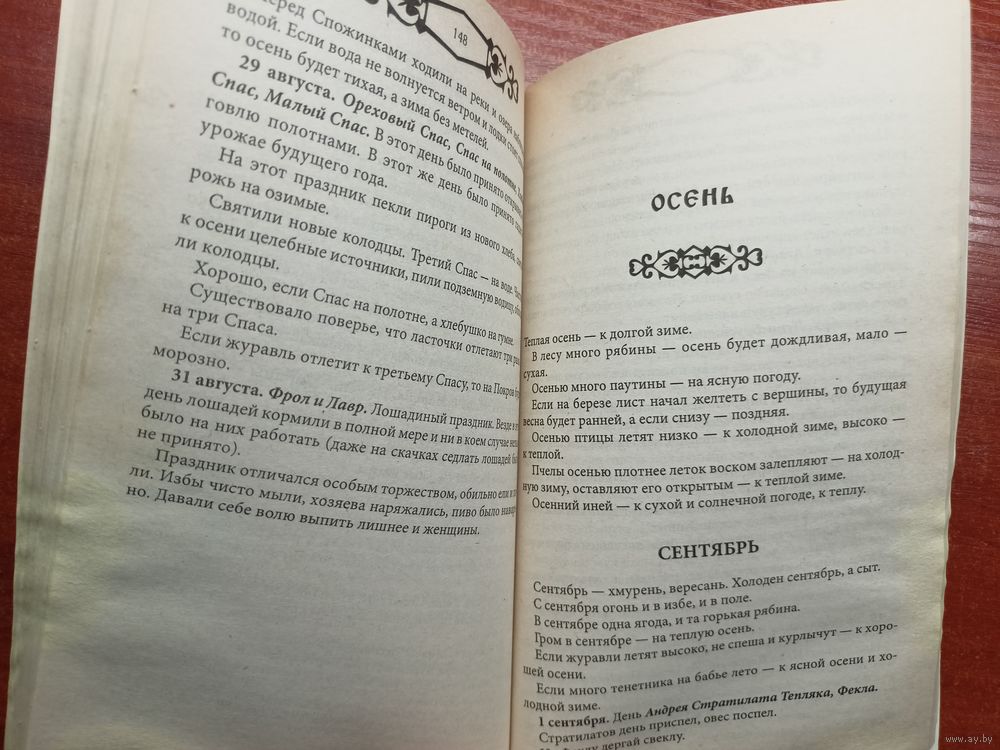 148
Перед Спожинками ходили на реки и озера
водой. Если вода не волнуется ветром и лодки стоят
то осень будет тихая, а зима без метелей.
29 августа. Ореховый Спас, Спас на полотне,
Спас, Малый Спас. В этот день было принято
говлю полотнами. В этот же день было принято
урожае будущего года.
На этот праздник пекли пироги из нового хлеба,
рожь на озимые.
Святили новые колодцы. Третий Спас — на воде.
к осени целебные источники, пили подземную водицу,
ли колодцы.
Хорошо, если Спас на полотне, а хлебушко на гумне.
Существовало поверье, что ласточки отлетают три раза,
на три Спаса.
Если журавль отлетит к третьему Спасу, то на Покров
морозно.
31 августа. Фрол и Лавр. Лошадиный праздник. Везде в
день лошадей кормили в полной мере и ни в коем случае
было на них работать (даже на скачках седлать лошадей
не принято).
Праздник отличался особым торжеством, обильно ели и
ли. Избы чисто мыли, хозяева наряжались, пиво было
но. Давали себе волю выпить лишнее и женщины.
ОСЕНЬ
Теплая осень — к долгой зиме.
В лесу много рябины — осень будет дождливая, мало —
сухая.
Осенью много паутины — на ясную погоду.
Если на березе лист начал желтеть с вершины, то будущая
весна будет ранней, а если снизу — поздняя.
Осенью птицы летят низко — к холодной зиме, высоко —
к теплой.
Пчелы осенью плотнее леток воском залепляют — на холод-
ную зиму, оставляют его открытым — к теплой зиме.
Осенний иней — к сухой и солнечной погоде, к теплу.
СЕНТЯБРЬ
Сентябрь — хмурень, вересань. Холоден сентябрь, а сыт.
С сентября огонь и в избе, и в поле.
В сентябре одна ягода, и та горькая рябина.
Гром в сентябре — на теплую осень.
Если журавли летят высоко, не спеша и курлычут — к хоро-
шей осени.
Если много тенетника на бабье лето — к ясной осени и хо-
лодной зиме.
1 сентября. День Андрея Стратилата Тепляка, Фекла.
Стратилатов день приспел, овес поспел.
дергай свеклу.
www.ay.by